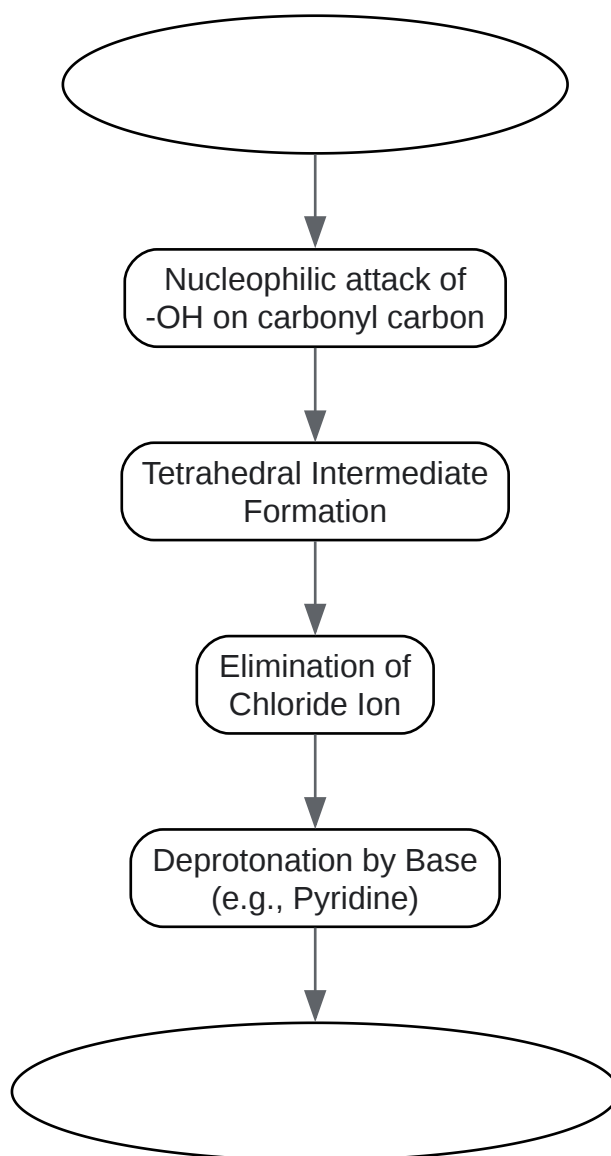 Nucleophilic attack of
-OH on carbonyl carbon
Tetrahedral Intermediate
Formation
Elimination of
Chloride Ion
Deprotonation by Base
(e.g., Pyridine)